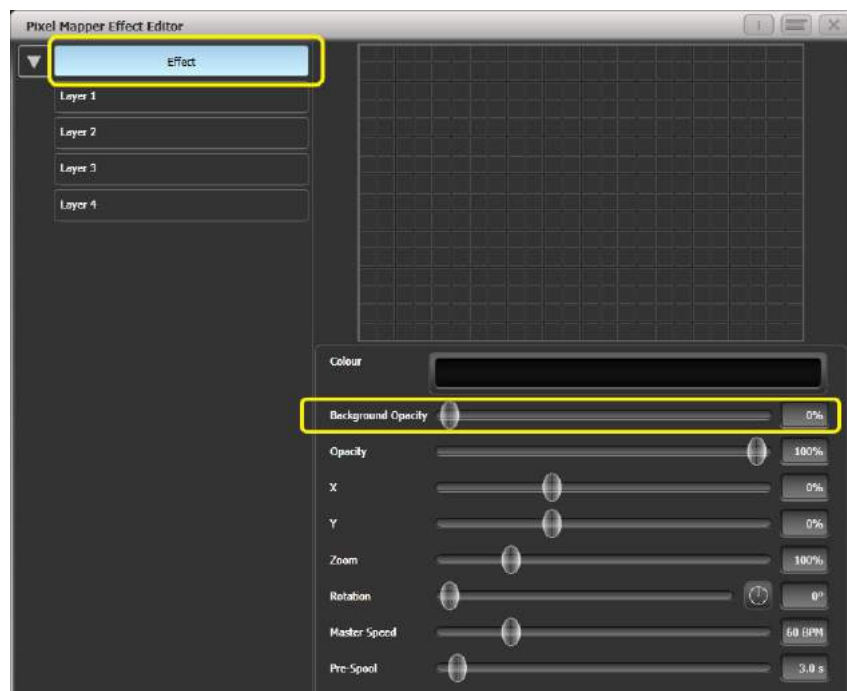 Pixel Mapper Effect Editor
Effect
Layer 1
Layer 2
Layer 3
Layer 4
Colour
Background Opacity 0%
Opacity 100%
X 0%
Y 0%
Zoom 100%
Rotation 0°
Master Speed 60 BPM
Pre-Spool 3.0 s